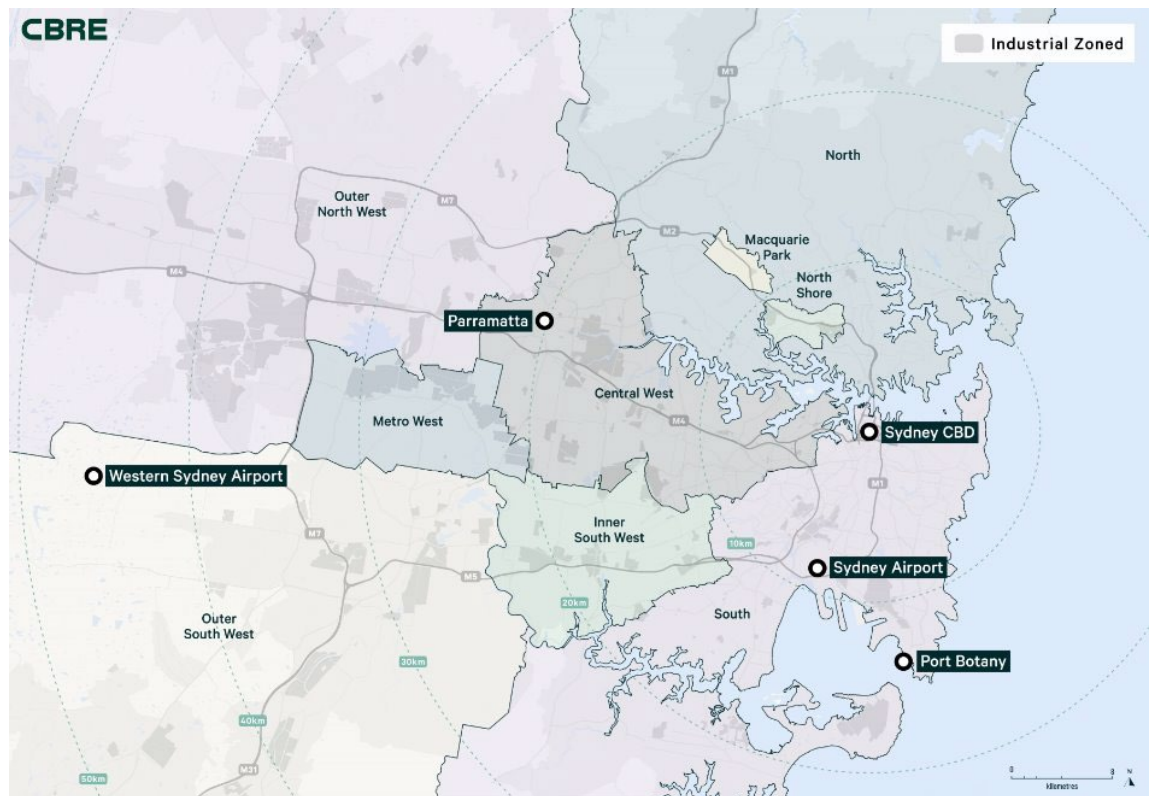 CBRE
Industrial Zoned
M1
North
Outer
North West
M7
M2
Macquarie
Park
M4
North
Shore
Parramatta
Central West
Metro West
M4
Sydney CBD
Western Sydney Airport
M1
Inner
South West
M7
10km
Sydney Airport
M5
20km
Outer
South West
South
30km
Port Botany
40km
M31
50km
0
8
kilometres
N